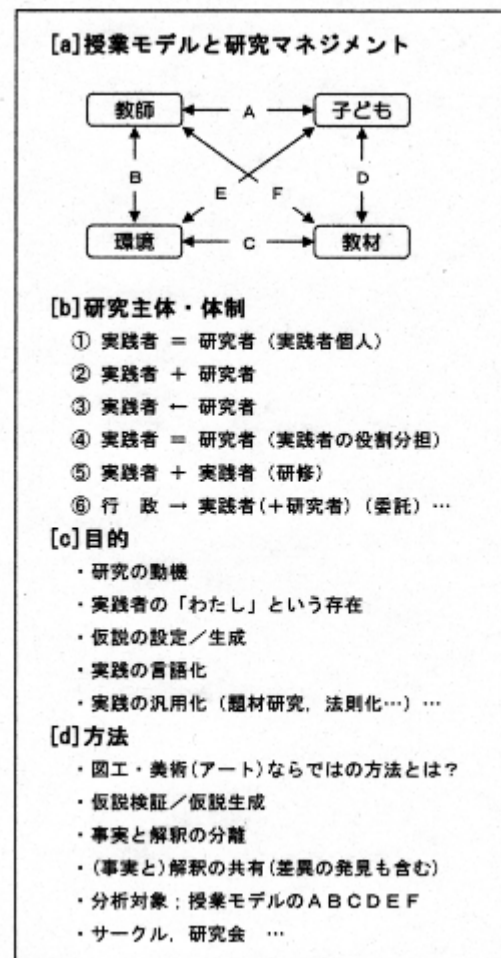 [a]授業モデルと研究マネジメント
教師 A 子ども
B E F D
環境 C 教材
[b]研究主体・体制
① 実践者 = 研究者 (実践者個人)
② 実践者 + 研究者
③ 実践者 ← 研究者
④ 実践者 = 研究者 (実践者の役割分担)
⑤ 実践者 + 実践者 (研修)
⑥ 行 政 → 実践者(+研究者) (委託) …
[c]目的
・研究の動機
・実践者の「わたし」という存在
・仮説の設定/生成
・実践の言語化
・実践の汎用化 (題材研究, 法則化…) …
[d]方法
・図工・美術(アート)ならではの方法とは?
・仮説検証/仮説生成
・事実と解釈の分離
・(事実と)解釈の共有(差異の発見も含む)
・分析対象;授業モデルのABCDEF
・サークル, 研究会 …